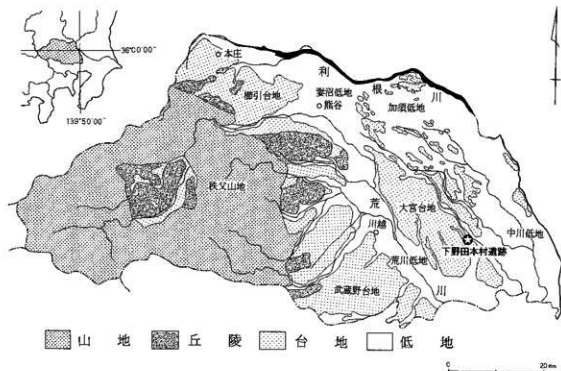 36°00′00″
139°50′00″
本庄
櫛引台地
利根川
妻沼低地
熊谷
加須低地
秩父山地
荒川
大宮台地
川越
荒川低地
中川低地
下野田本村遺跡
武蔵野台地
山地 丘陵 台地 低地
0 20Km